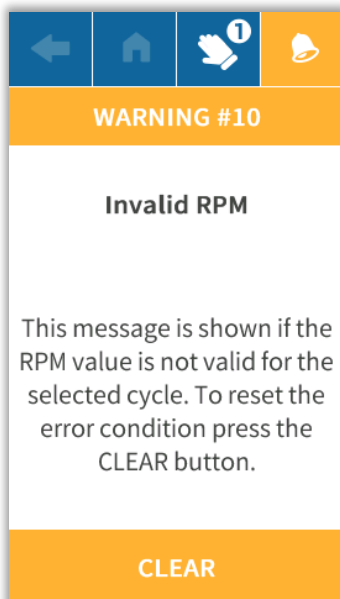 1
WARNING #10
Invalid RPM
This message is shown if the
RPM value is not valid for the
selected cycle. To reset the
error condition press the
CLEAR button.
CLEAR